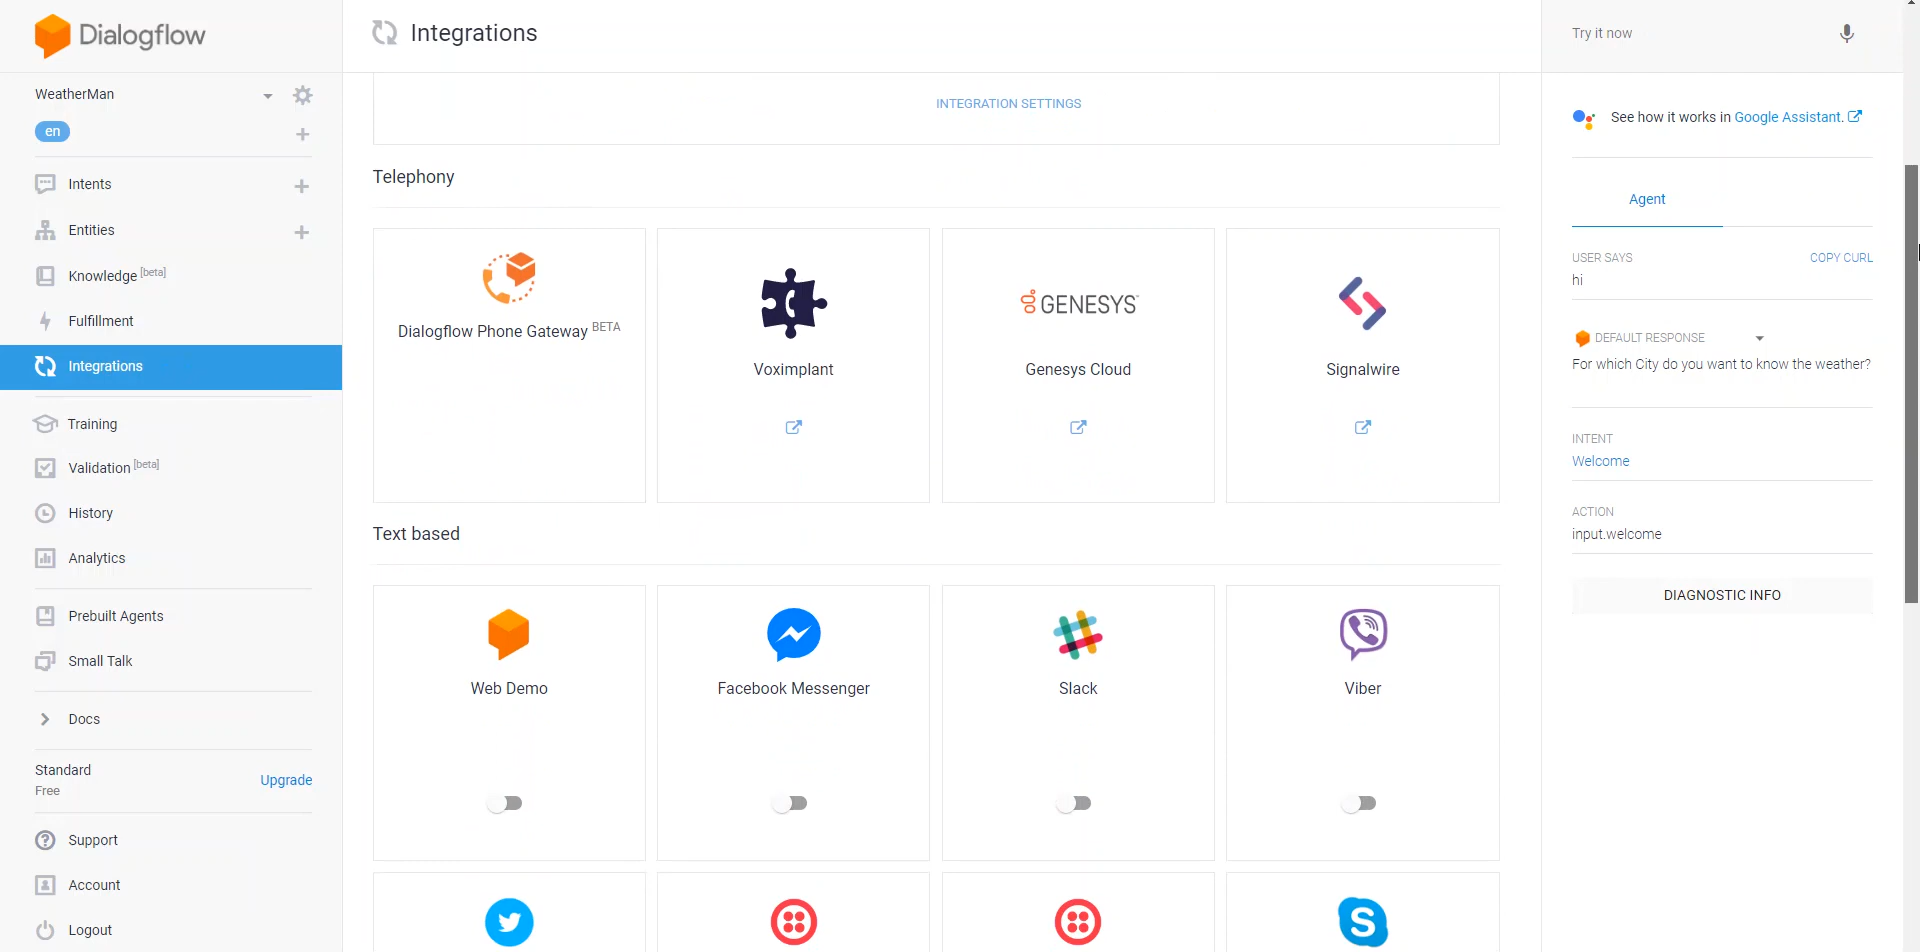 Dialogflow
WeatherMan
en
Intents
Entities
Knowledge [beta]
Fulfillment
Integrations
Training
Validation [beta]
History
Analytics
Prebuilt Agents
Small Talk
Docs
Standard
Free
Upgrade
Support
Account
Logout
Integrations
INTEGRATION SETTINGS
Telephony
Dialogflow Phone Gateway BETA
Voximplant
GENESYS™
Genesys Cloud
Signalwire
Text based
Web Demo
Facebook Messenger
Slack
Viber
Try it now
See how it works in Google Assistant.
Agent
USER SAYS
COPY CURL
hi
DEFAULT RESPONSE
For which City do you want to know the weather?
INTENT
Welcome
ACTION
input.welcome
DIAGNOSTIC INFO